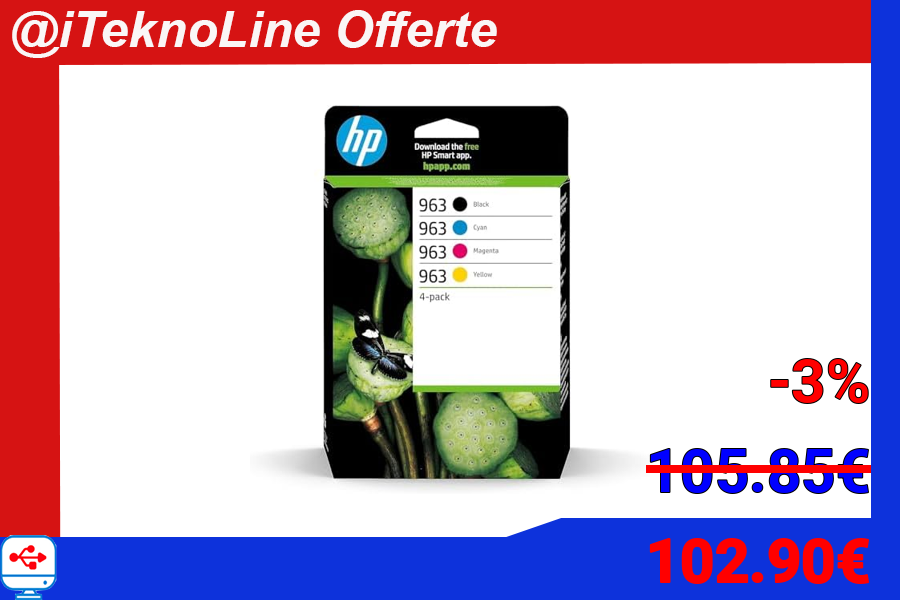 @iTeknoLine Offerte
hp
Download the free
HP Smart app.
hpapp.com
963 Black
963 Cyan
963 Magenta
963 Yellow
4-pack
-3%
105.85€
102.90€